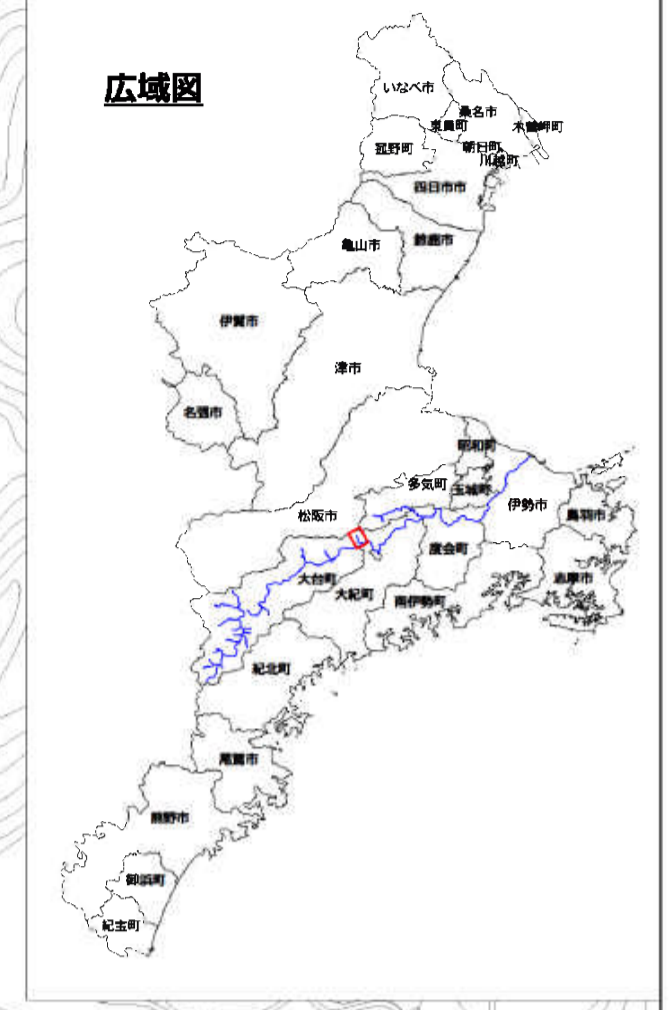 広域図
いなべ市
桑名市
東員町
木曽岬町
菰野町
朝日町
川越町
四日市市
亀山市
鈴鹿市
伊賀市
津市
名張市
明和町
多気町
玉城町
伊勢市
松阪市
鳥羽市
度会町
大台町
志摩市
大紀町
南伊勢町
紀北町
尾鷲市
熊野市
御浜町
紀宝町